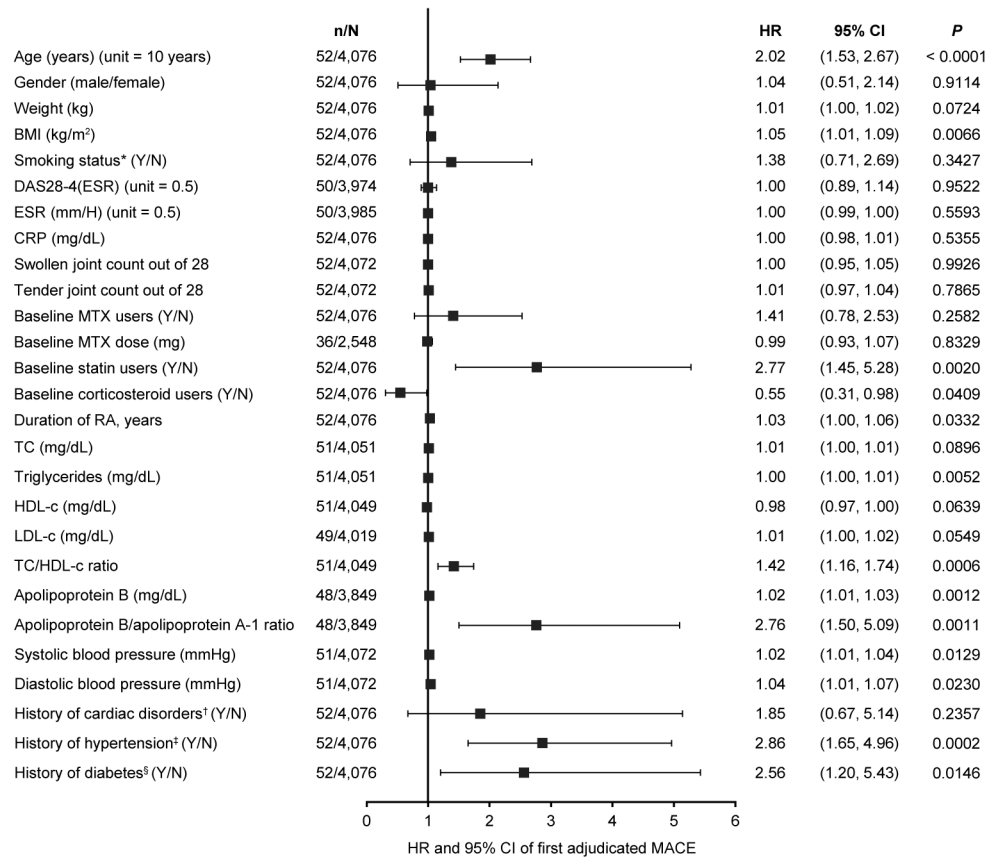 n/N HR 95% CI P
Age (years) (unit = 10 years) 52/4,076 2.02 (1.53, 2.67) < 0.0001
Gender (male/female) 52/4,076 1.04 (0.51, 2.14) 0.9114
Weight (kg) 52/4,076 1.01 (1.00, 1.02) 0.0724
BMI (kg/m²) 52/4,076 1.05 (1.01, 1.09) 0.0066
Smoking status* (Y/N) 52/4,076 1.38 (0.71, 2.69) 0.3427
DAS28-4(ESR) (unit = 0.5) 50/3,974 1.00 (0.89, 1.14) 0.9522
ESR (mm/H) (unit = 0.5) 50/3,985 1.00 (0.99, 1.00) 0.5593
CRP (mg/dL) 52/4,076 1.00 (0.98, 1.01) 0.5355
Swollen joint count out of 28 52/4,072 1.00 (0.95, 1.05) 0.9926
Tender joint count out of 28 52/4,072 1.01 (0.97, 1.04) 0.7865
Baseline MTX users (Y/N) 52/4,076 1.41 (0.78, 2.53) 0.2582
Baseline MTX dose (mg) 36/2,548 0.99 (0.93, 1.07) 0.8329
Baseline statin users (Y/N) 52/4,076 2.77 (1.45, 5.28) 0.0020
Baseline corticosteroid users (Y/N) 52/4,076 0.55 (0.31, 0.98) 0.0409
Duration of RA, years 52/4,076 1.03 (1.00, 1.06) 0.0332
TC (mg/dL) 51/4,051 1.01 (1.00, 1.01) 0.0896
Triglycerides (mg/dL) 51/4,051 1.00 (1.00, 1.01) 0.0052
HDL-c (mg/dL) 51/4,049 0.98 (0.97, 1.00) 0.0639
LDL-c (mg/dL) 49/4,019 1.01 (1.00, 1.02) 0.0549
TC/HDL-c ratio 51/4,049 1.42 (1.16, 1.74) 0.0006
Apolipoprotein B (mg/dL) 48/3,849 1.02 (1.01, 1.03) 0.0012
Apolipoprotein B/apolipoprotein A-1 ratio 48/3,849 2.76 (1.50, 5.09) 0.0011
Systolic blood pressure (mmHg) 51/4,072 1.02 (1.01, 1.04) 0.0129
Diastolic blood pressure (mmHg) 51/4,072 1.04 (1.01, 1.07) 0.0230
History of cardiac disorders† (Y/N) 52/4,076 1.85 (0.67, 5.14) 0.2357
History of hypertension‡ (Y/N) 52/4,076 2.86 (1.65, 4.96) 0.0002
History of diabetes§ (Y/N) 52/4,076 2.56 (1.20, 5.43) 0.0146
0 1 2 3 4 5 6
HR and 95% CI of first adjudicated MACE